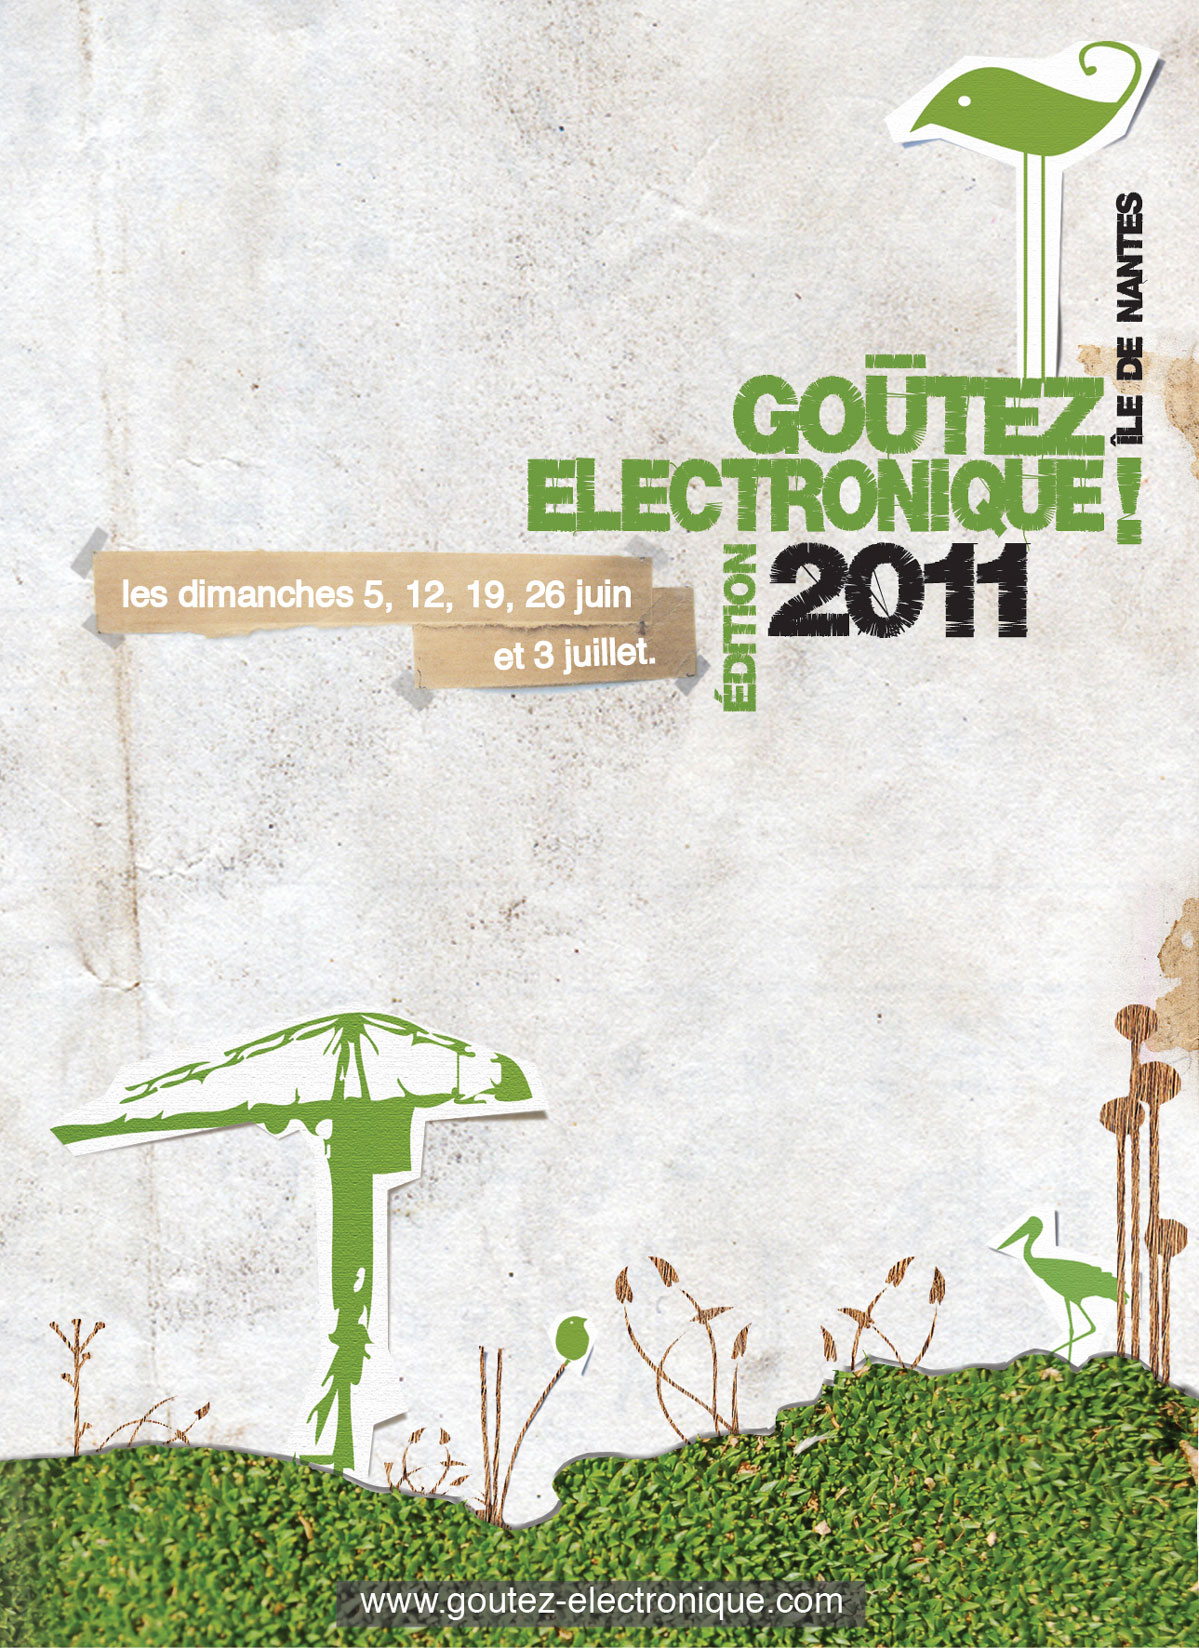 ÎLE DE NANTES
GOÛTEZ
ELECTRONIQUE !
ÉDITION
2011
les dimanches 5, 12, 19, 26 juin
et 3 juillet.
www.goutez-electronique.com